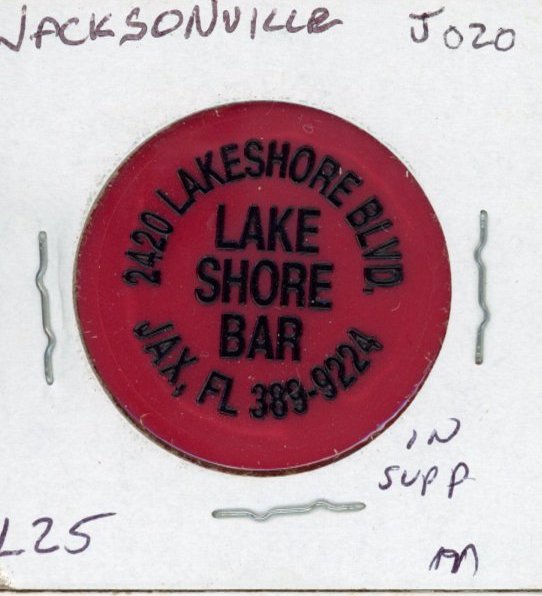 JACKSONVILLE J020
2420 LAKESHORE BLVD.
LAKE
SHORE
BAR
JAX, FL 389-9224
IN
SUPP
L25